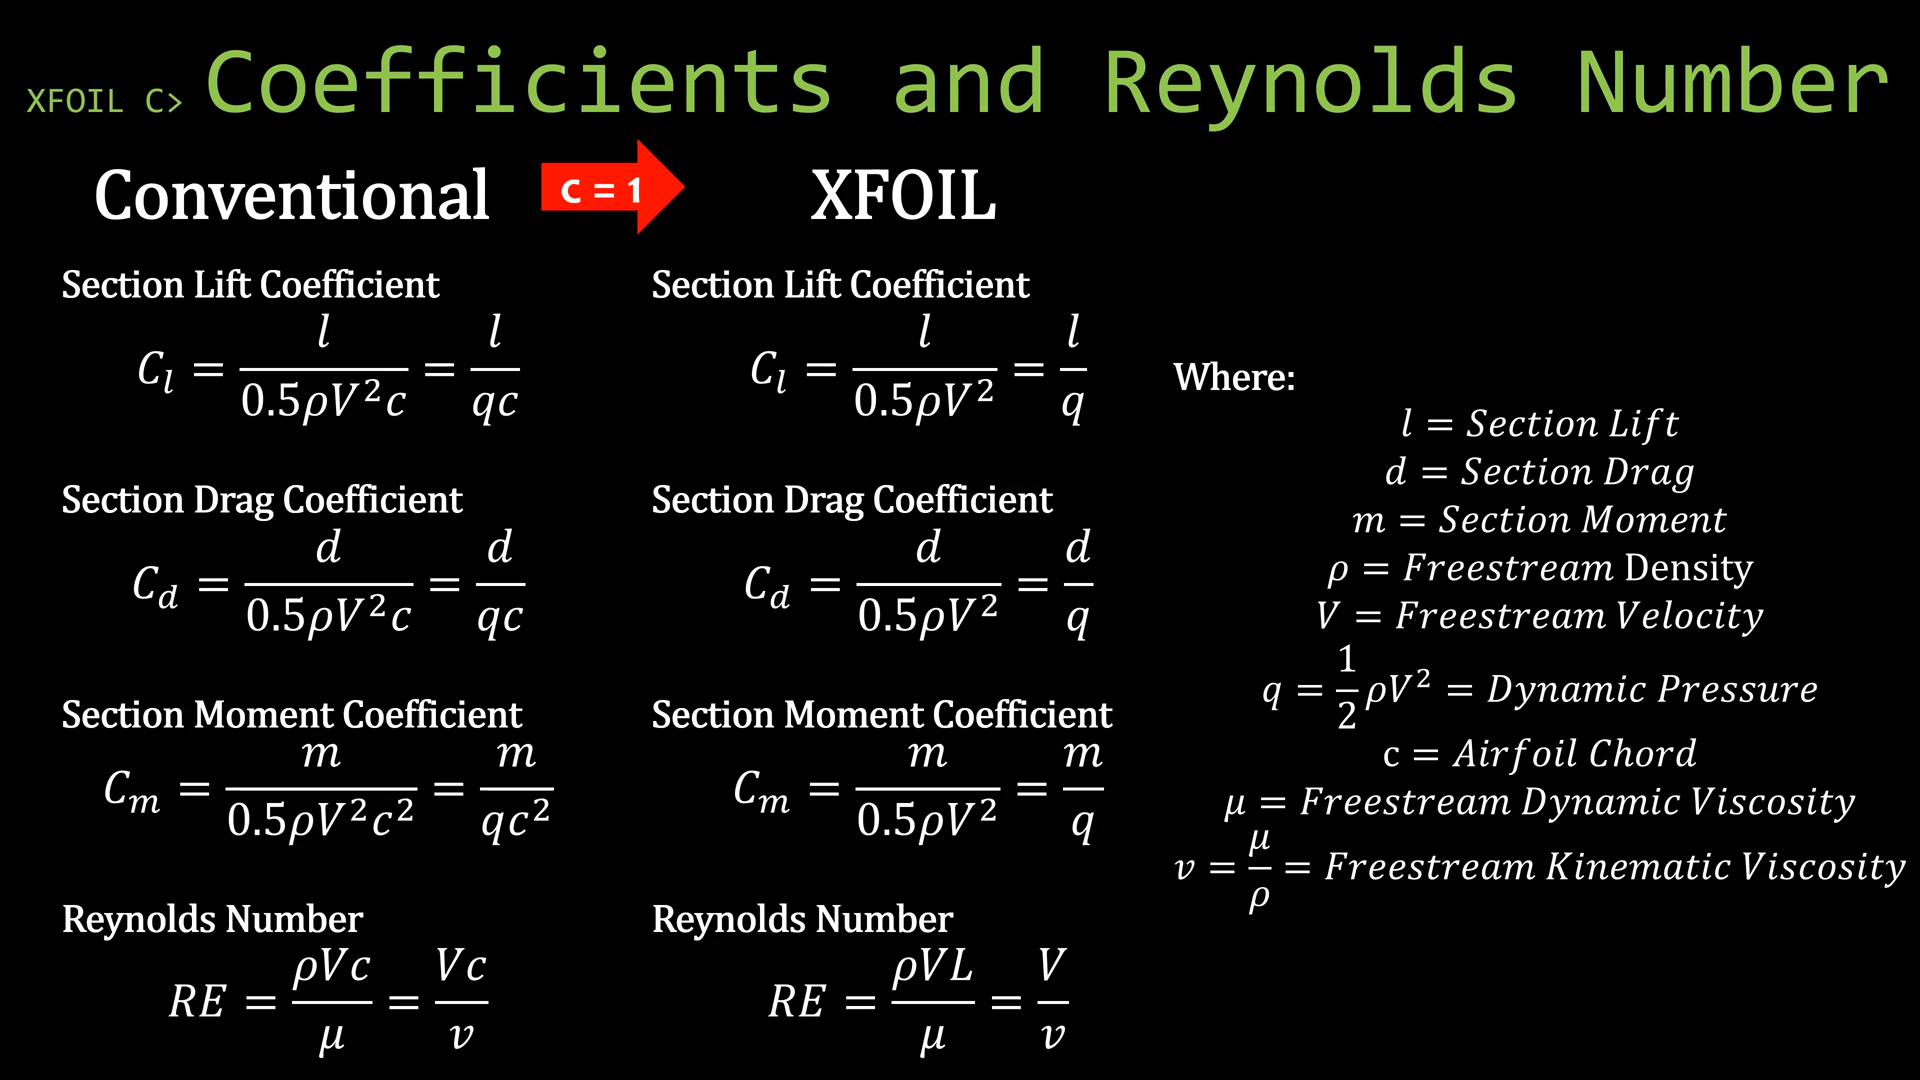 XFOIL C> Coefficients and Reynolds Number
Conventional
C = 1
XFOIL
Section Lift Coefficient
C_l = l / (0.5ρV²c) = l / (qc)
Section Drag Coefficient
C_d = d / (0.5ρV²c) = d / (qc)
Section Moment Coefficient
C_m = m / (0.5ρV²c²) = m / (qc²)
Reynolds Number
RE = ρVc / μ = Vc / v
Section Lift Coefficient
C_l = l / (0.5ρV²) = l / q
Section Drag Coefficient
C_d = d / (0.5ρV²) = d / q
Section Moment Coefficient
C_m = m / (0.5ρV²) = m / q
Reynolds Number
RE = ρVL / μ = V / v
Where:
l = Section Lift
d = Section Drag
m = Section Moment
ρ = Freestream Density
V = Freestream Velocity
q = 1/2 ρV² = Dynamic Pressure
c = Airfoil Chord
μ = Freestream Dynamic Viscosity
v = μ/ρ = Freestream Kinematic Viscosity